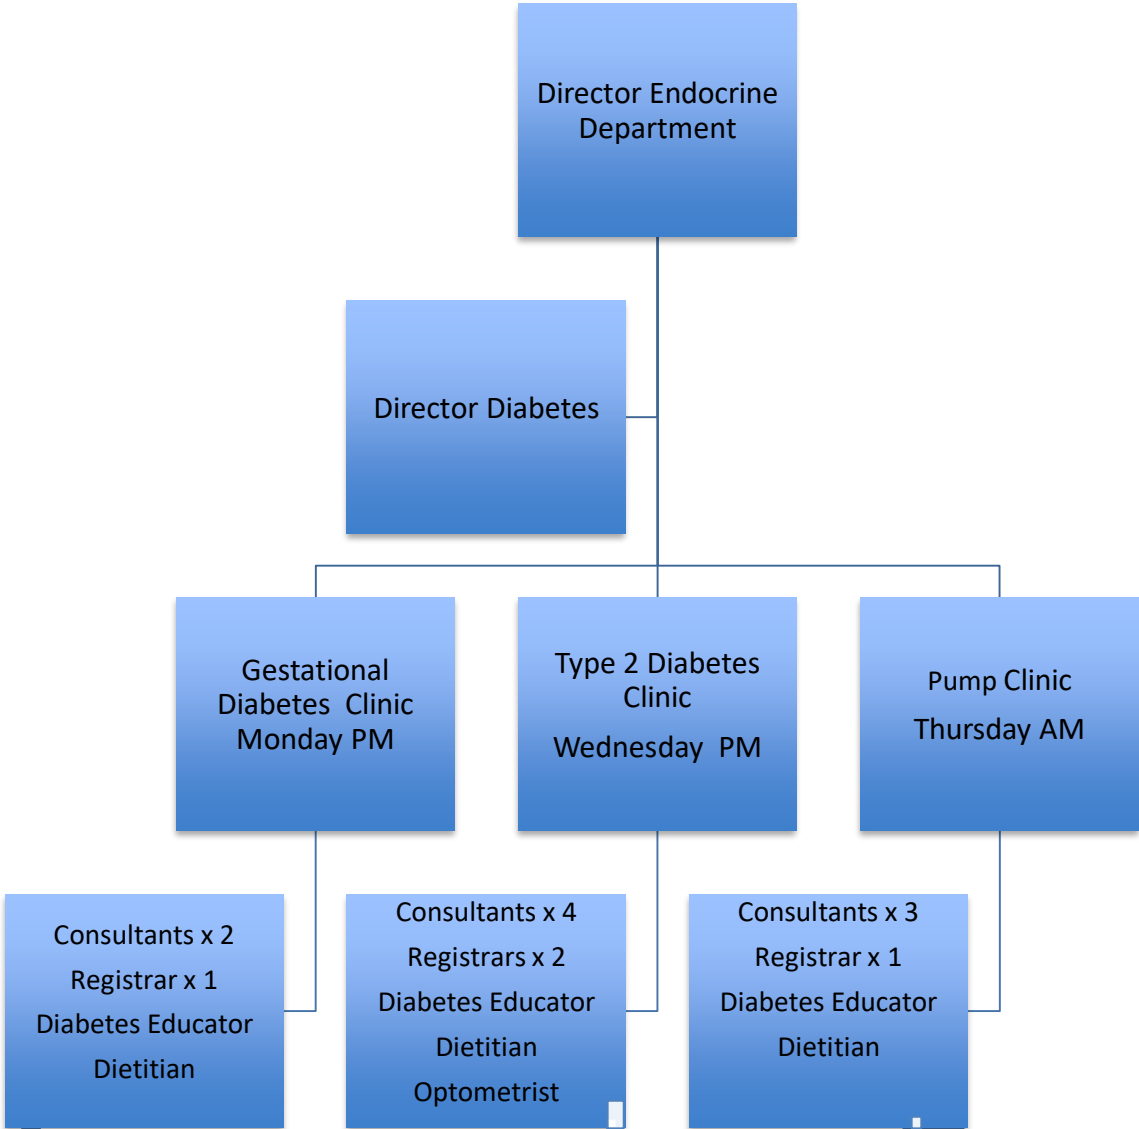 Director Endocrine
Department
Director Diabetes
Gestational
Diabetes  Clinic
Monday PM
Type 2 Diabetes
Clinic
Wednesday  PM
Pump Clinic
Thursday AM
Consultants x 2
Registrar x 1
Diabetes Educator
Dietitian
Consultants x 4
Registrars x 2
Diabetes Educator
Dietitian
Optometrist
Consultants x 3
Registrar x 1
Diabetes Educator
Dietitian